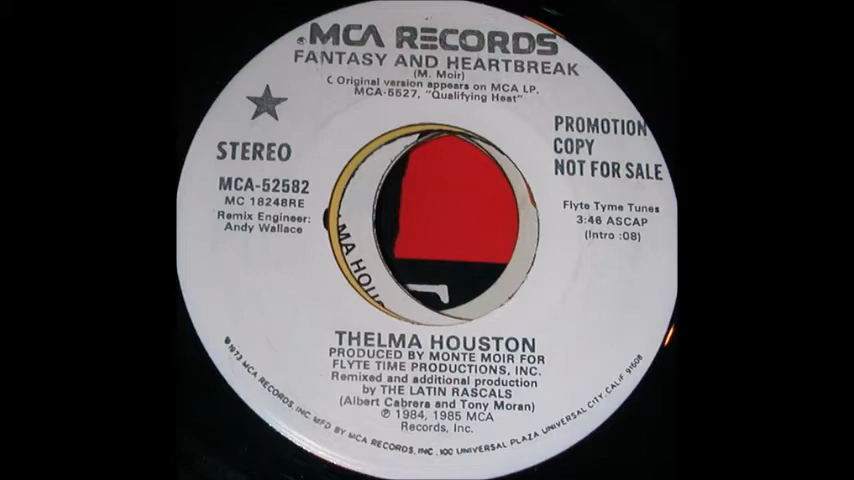 MCA RECORDS
FANTASY AND HEARTBREAK
(M. Moir)
( Original version appears on MCA LP,
MCA-5527, "Qualifying Heat"
STEREO
MCA-52582
MC 18248RE
Remix Engineer:
Andy Wallace
PROMOTION
COPY
NOT FOR SALE
Flyte Tyme Tunes
3:46 ASCAP
(Intro :08)
MA HOU
THELMA HOUSTON
PRODUCED BY MONTE MOIR FOR
FLYTE TIME PRODUCTIONS, INC.
Remixed and additional production
by THE LATIN RASCALS
(Albert Cabrera and Tony Moran)
℗ 1984, 1985 MCA
Records, Inc.
©1973 MCA RECORDS, INC. MFD BY MCA RECORDS, INC., 100 UNIVERSAL PLAZA UNIVERSAL CITY, CALIF. 91608